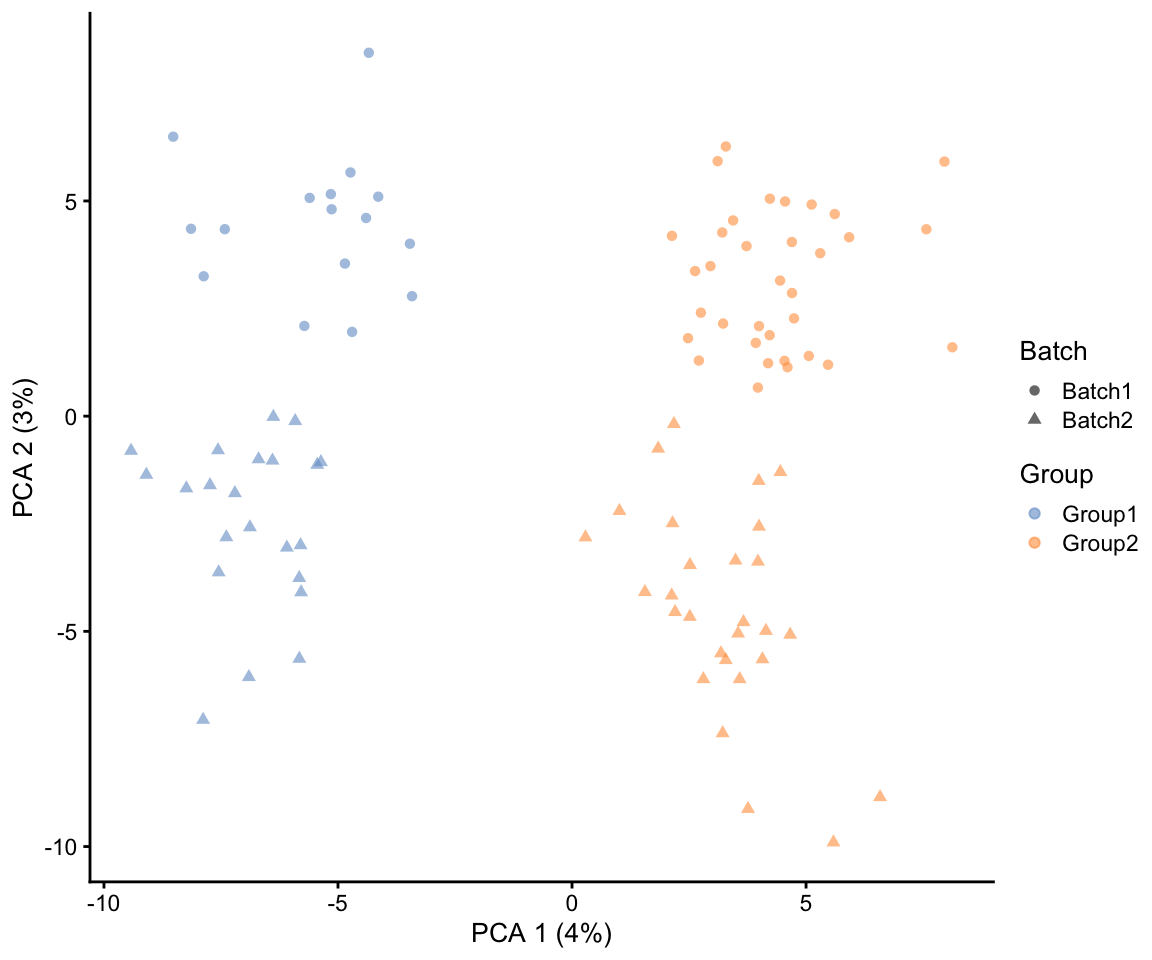 5
0
-5
-10
PCA 2 (3%)
-10
-5
0
5
PCA 1 (4%)
Batch
Batch1
Batch2
Group
Group1
Group2